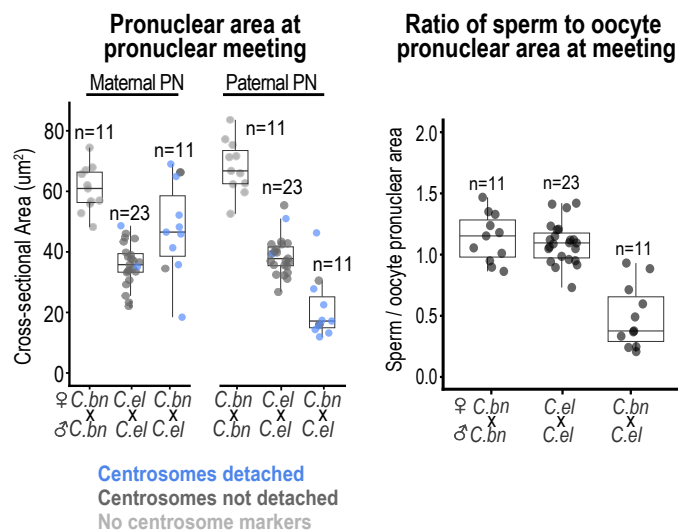 Pronuclear area at
pronuclear meeting
Maternal PN
Paternal PN
Cross-sectional Area (um²)
80
60
40
20
0
n=11
n=23
n=11
n=11
n=23
n=11
♀ C.bn C.el C.bn C.bn C.el C.bn
x x x x x x
♂ C.bn C.el C.el C.bn C.el C.el
Centrosomes detached
Centrosomes not detached
No centrosome markers
Ratio of sperm to oocyte
pronuclear area at meeting
Sperm / oocyte pronuclear area
2.0
1.5
1.0
0.5
0.0
n=11
n=23
n=11
♀ C.bn C.el C.bn
x x x
♂ C.bn C.el C.el